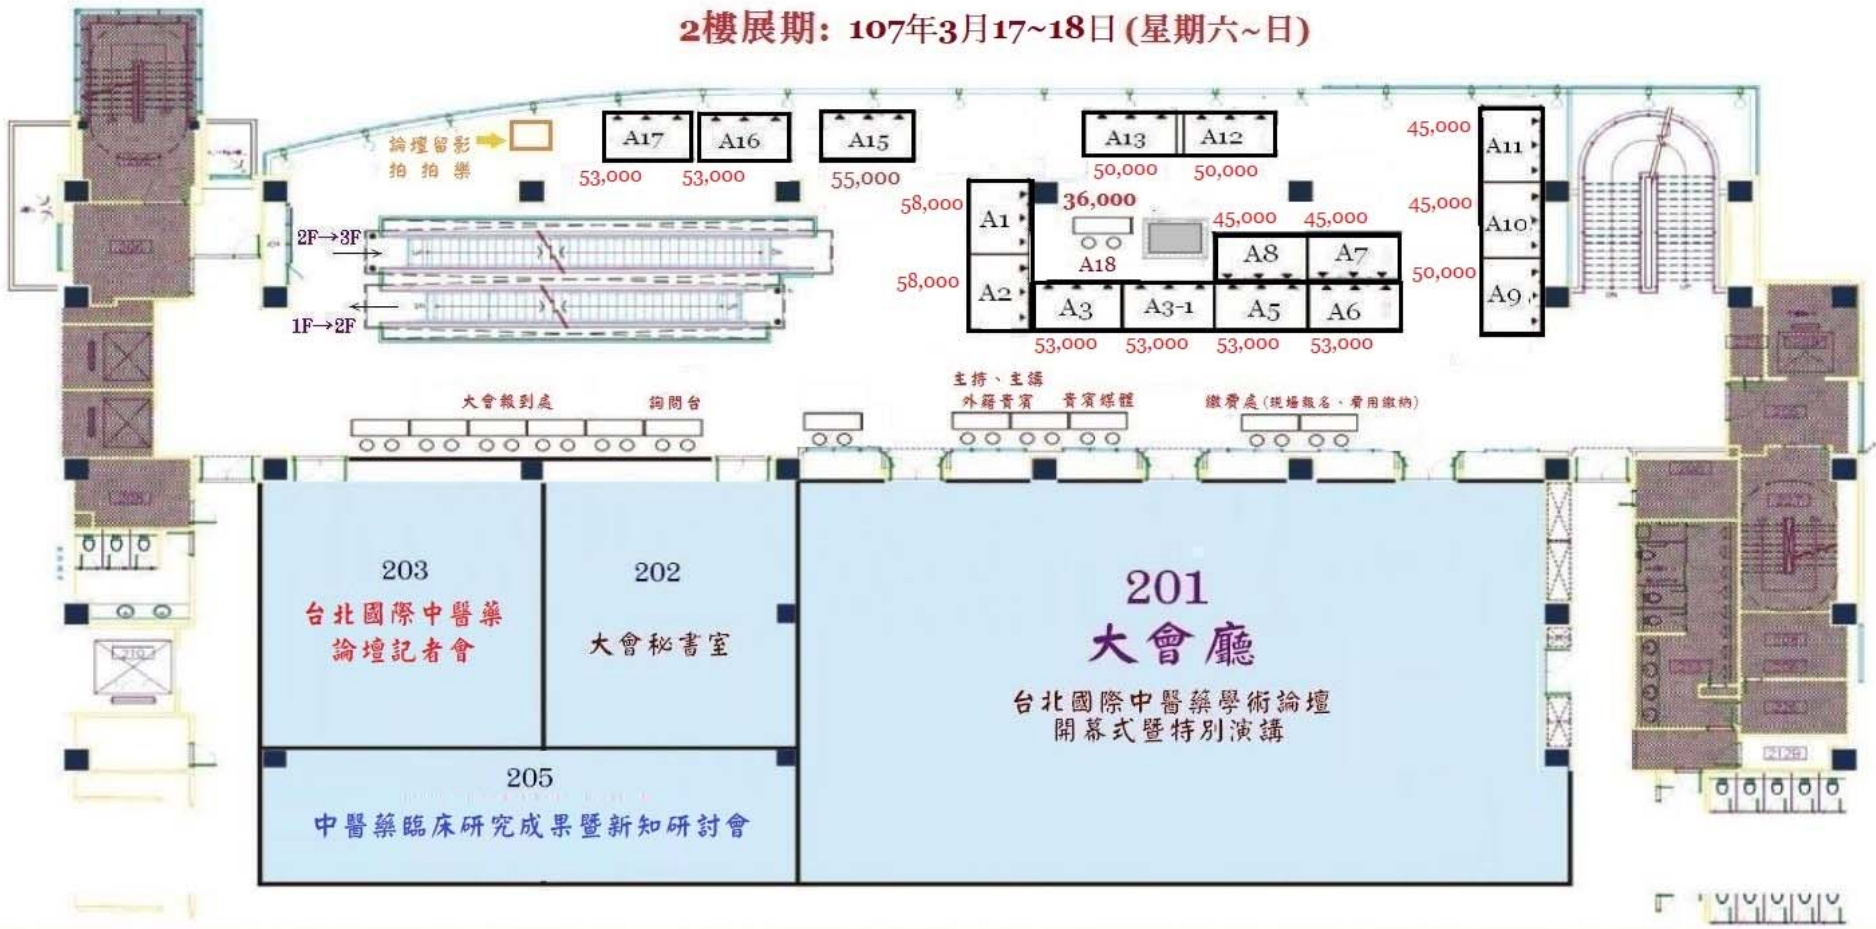 2樓展期: 107年3月17~18日 (星期六~日)
論壇留影
拍拍樂
A17
A16
A15
A13
A12
A11
53,000
53,000
55,000
50,000
50,000
45,000
58,000
A1
36,000
A18
45,000
45,000
A8
A7
45,000
A10
58,000
A2
A3
A3-1
A5
A6
50,000
A9
53,000
53,000
53,000
53,000
2F→3F
1F→2F
大會報到處
詢問台
主持、主講
外籍貴賓
貴賓媒體
繳費處(現場報名、費用繳納)
203
台北國際中醫藥
論壇記者會
202
大會秘書室
201
大會廳
台北國際中醫藥學術論壇
開幕式暨特別演講
205
中醫藥臨床研究成果暨新知研討會
210
212B